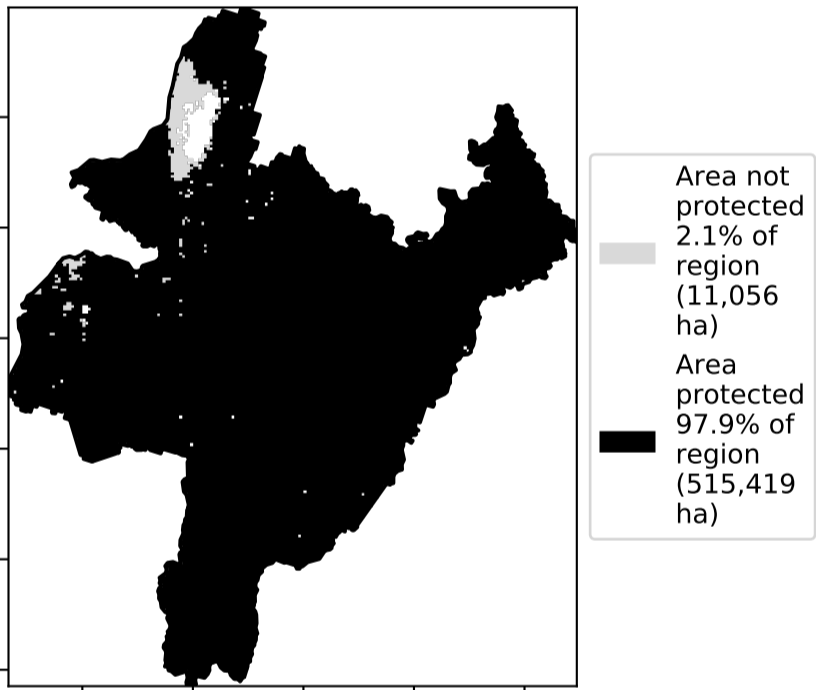 Area not
protected
2.1% of
region
(11,056
ha)
Area
protected
97.9% of
region
(515,419
ha)